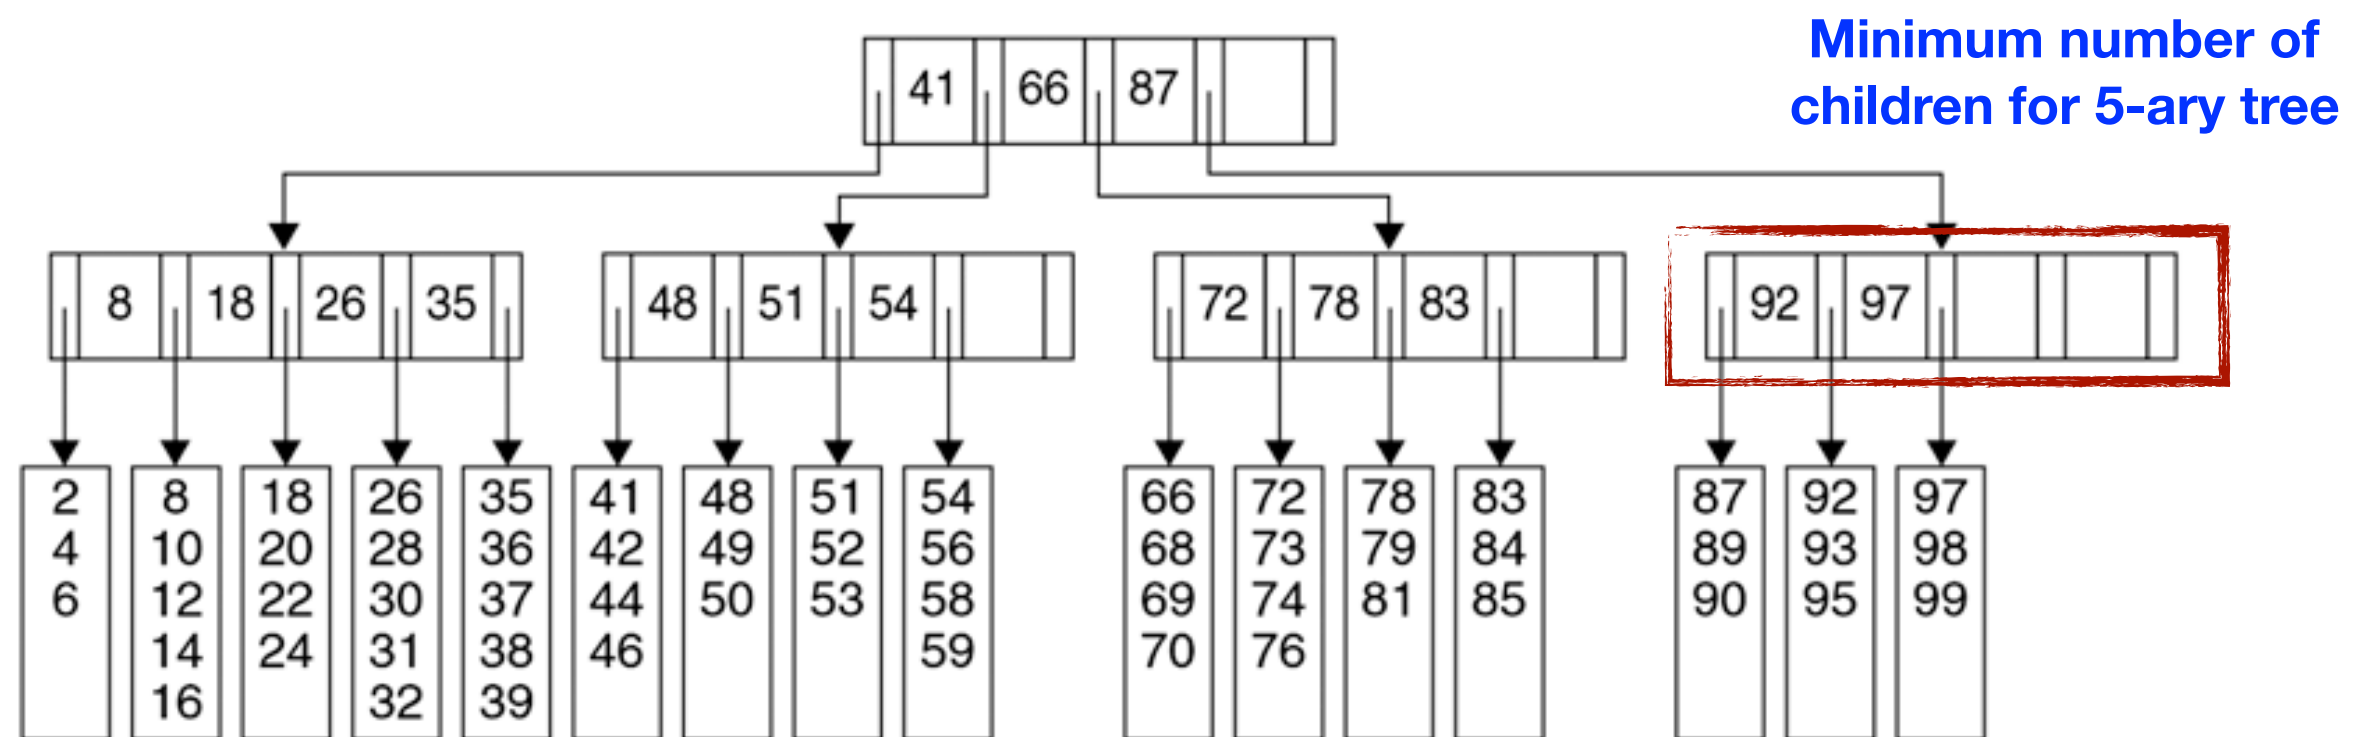 Minimum number of
children for 5-ary tree
41 66 87
8 18 26 35 48 51 54 72 78 83 92 97
2 8 18 26 35 41 48 51 54 66 72 78 83 87 92 97
4 10 20 28 36 42 49 52 56 68 73 79 84 89 93 98
6 12 22 30 37 44 50 53 58 69 74 81 85 90 95 99
14 24 31 38 46 59 70 76
16 32 39